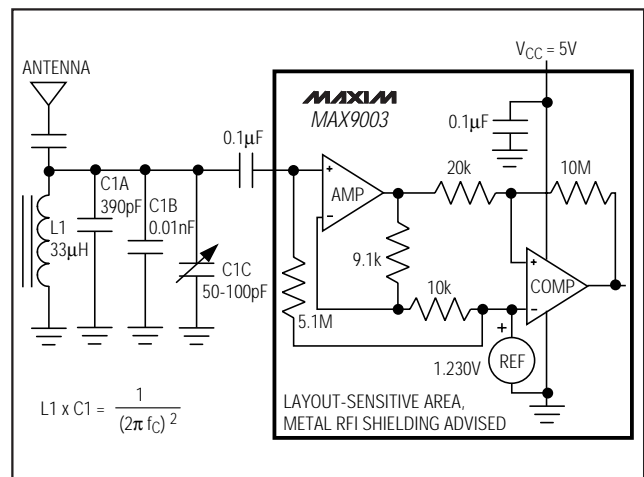 V_CC = 5V
ANTENNA
MAXIM
MAX9003
0.1μF
0.1μF
20k
10M
+
AMP
−
C1A
390pF
C1B
0.01nF
L1
33μH
C1C
50-100pF
9.1k
10k
5.1M
+
COMP
−
+
REF
1.230V
L1 x C1 = 1 / (2π f_C)^2
LAYOUT-SENSITIVE AREA,
METAL RFI SHIELDING ADVISED